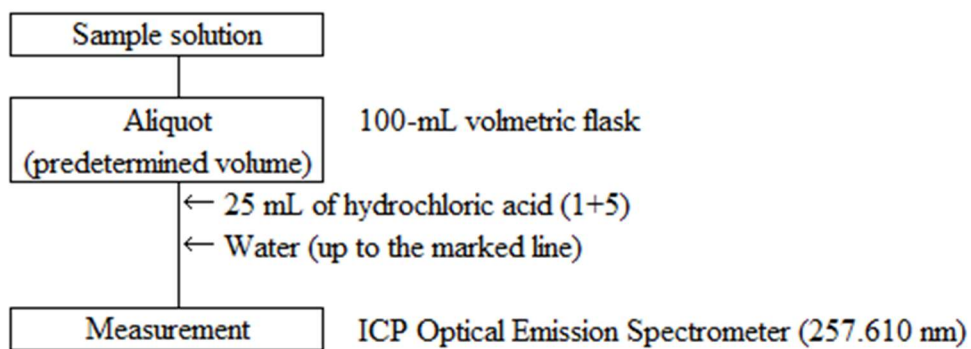 Sample solution
Aliquot
(predetermined volume)
100-mL volmetric flask
← 25 mL of hydrochloric acid (1+5)
← Water (up to the marked line)
Measurement
ICP Optical Emission Spectrometer (257.610 nm)